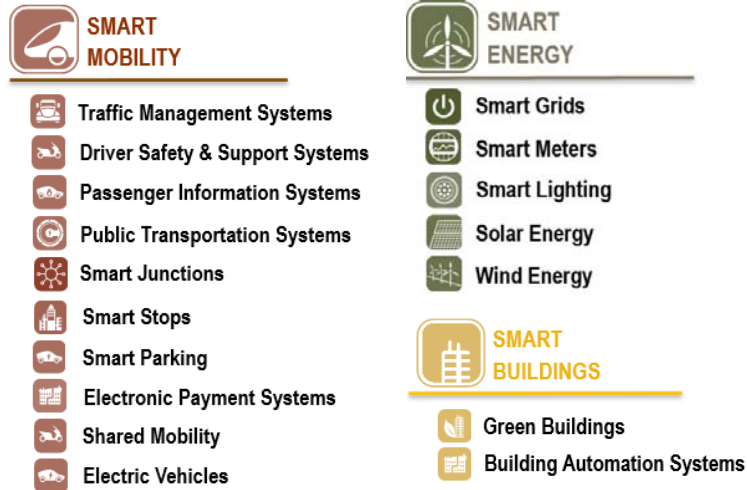 SMART
MOBILITY
Traffic Management Systems
Driver Safety & Support Systems
Passenger Information Systems
Public Transportation Systems
Smart Junctions
Smart Stops
Smart Parking
Electronic Payment Systems
Shared Mobility
Electric Vehicles
SMART
ENERGY
Smart Grids
Smart Meters
Smart Lighting
Solar Energy
Wind Energy
SMART
BUILDINGS
Green Buildings
Building Automation Systems